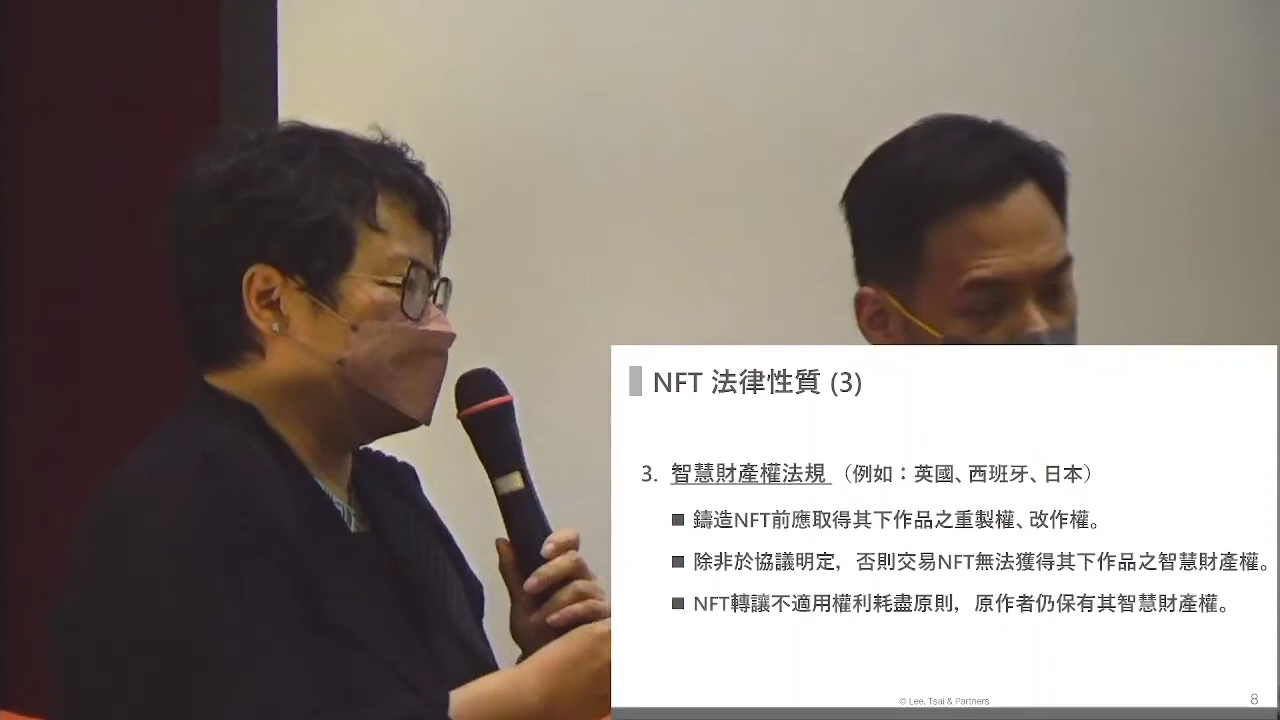 NFT 法律性質 (3)
3. 智慧財產權法規 （例如：英國、西班牙、日本）
■ 鑄造NFT前應取得其下作品之重製權、改作權。
■ 除非於協議明定，否則交易NFT無法獲得其下作品之智慧財產權。
■ NFT轉讓不適用權利耗盡原則，原作者仍保有其智慧財產權。
© Lee, Tsai & Partners
8